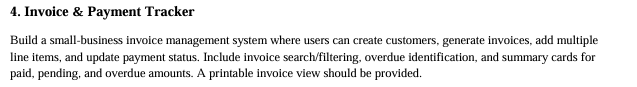 4. Invoice & Payment Tracker
Build a small-business invoice management system where users can create customers, generate invoices, add multiple
line items, and update payment status. Include invoice search/filtering, overdue identification, and summary cards for
paid, pending, and overdue amounts. A printable invoice view should be provided.